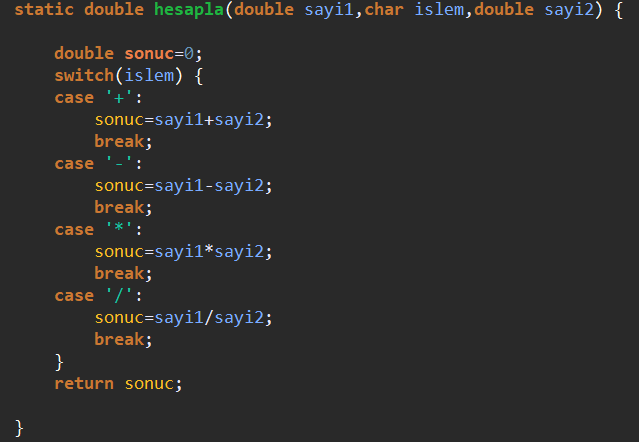 static double hesapla(double sayi1,char islem,double sayi2) {
double sonuc=0;
switch(islem) {
case '+':
sonuc=sayi1+sayi2;
break;
case '-':
sonuc=sayi1-sayi2;
break;
case '*':
sonuc=sayi1*sayi2;
break;
case '/':
sonuc=sayi1/sayi2;
break;
}
return sonuc;
}